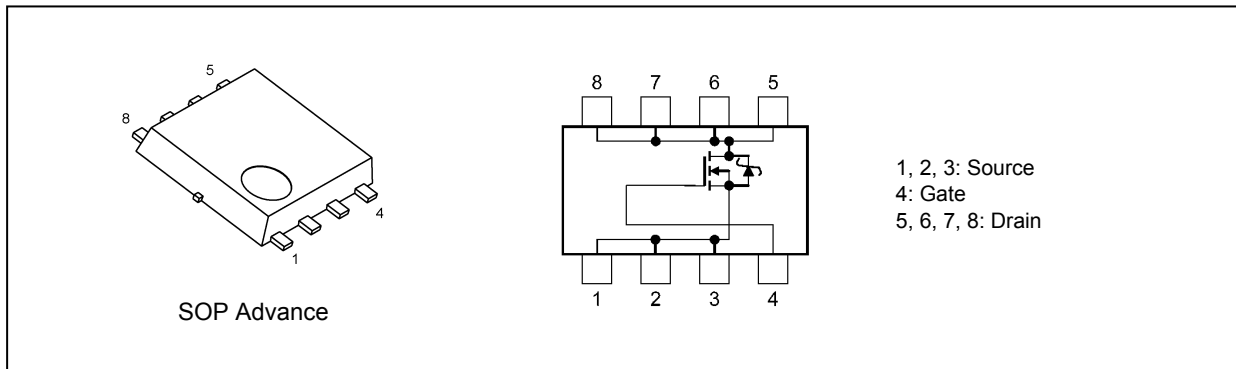 5
8
4
1
SOP Advance
8 7 6 5
1 2 3 4
1, 2, 3: Source
4: Gate
5, 6, 7, 8: Drain